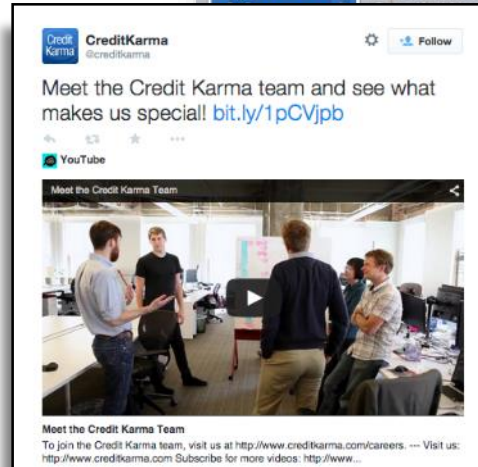 Credit
Karma
CreditKarma
@creditkarma
Follow
Meet the Credit Karma team and see what
makes us special! bit.ly/1pCVjpb
YouTube
Meet the Credit Karma Team
Meet the Credit Karma Team
To join the Credit Karma team, visit us at http://www.creditkarma.com/careers. --- Visit us:
http://www.creditkarma.com Subscribe for more videos: http://www...